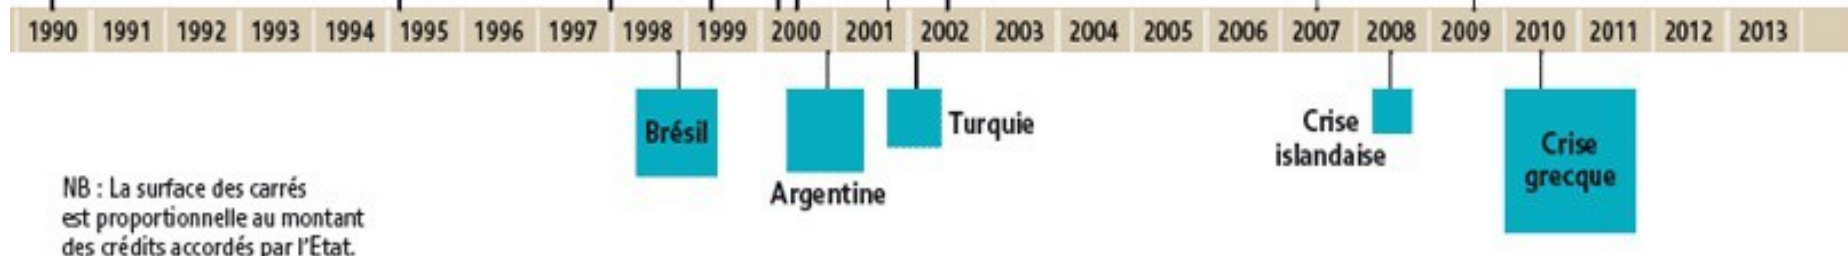 1990 1991 1992 1993 1994 1995 1996 1997 1998 1999 2000 2001 2002 2003 2004 2005 2006 2007 2008 2009 2010 2011 2012 2013
Brésil
Argentine
Turquie
Crise
islandaise
Crise
grecque
NB : La surface des carrés
est proportionnelle au montant
des crédits accordés par l'Etat.